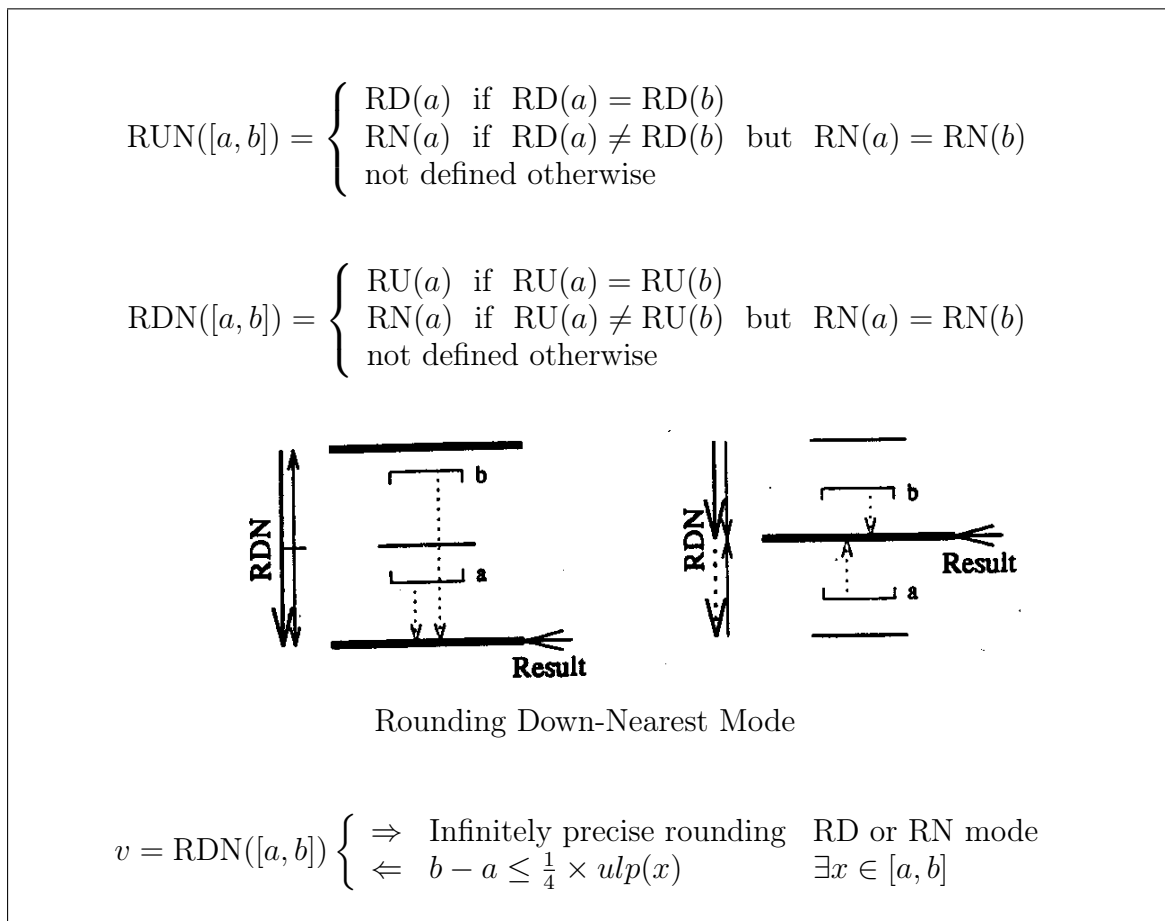 RUN([a, b]) = { RD(a) if RD(a) = RD(b)
RN(a) if RD(a) ≠ RD(b) but RN(a) = RN(b)
not defined otherwise
RDN([a, b]) = { RU(a) if RU(a) = RU(b)
RN(a) if RU(a) ≠ RU(b) but RN(a) = RN(b)
not defined otherwise
RDN
b
a
Result
RDN
b
a
Result
Rounding Down-Nearest Mode
v = RDN([a, b]) { ⇒ Infinitely precise rounding RD or RN mode
⇐ b − a ≤ 1/4 × ulp(x) ∃x ∈ [a, b]